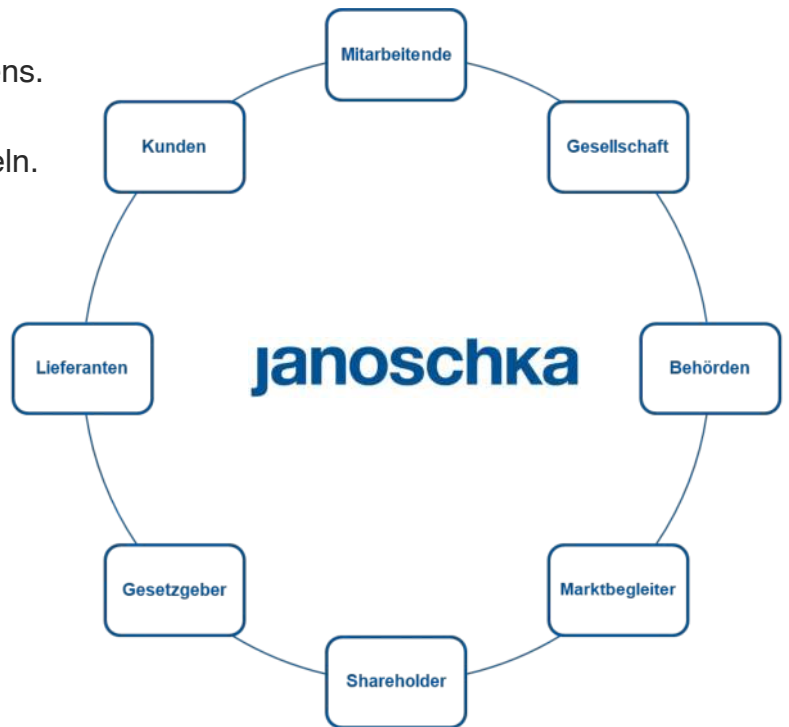 Mitarbeitende
ns.
Kunden
Gesellschaft
eln.
Lieferanten
janoschka
Behörden
Gesetzgeber
Marktbegleiter
Shareholder